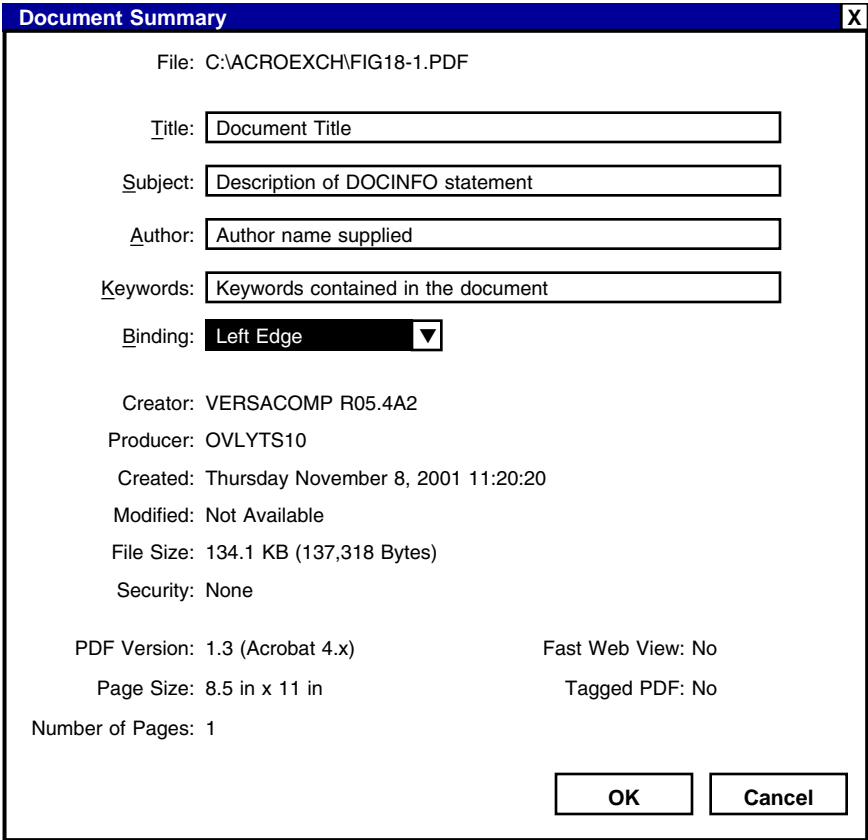 Document Summary X
File: C:\ACROEXCH\FIG18-1.PDF
Title: Document Title
Subject: Description of DOCINFO statement
Author: Author name supplied
Keywords: Keywords contained in the document
Binding: Left Edge ▼
Creator: VERSACOMP R05.4A2
Producer: OVLYTS10
Created: Thursday November 8, 2001 11:20:20
Modified: Not Available
File Size: 134.1 KB (137,318 Bytes)
Security: None
PDF Version: 1.3 (Acrobat 4.x) Fast Web View: No
Page Size: 8.5 in x 11 in Tagged PDF: No
Number of Pages: 1
OK Cancel